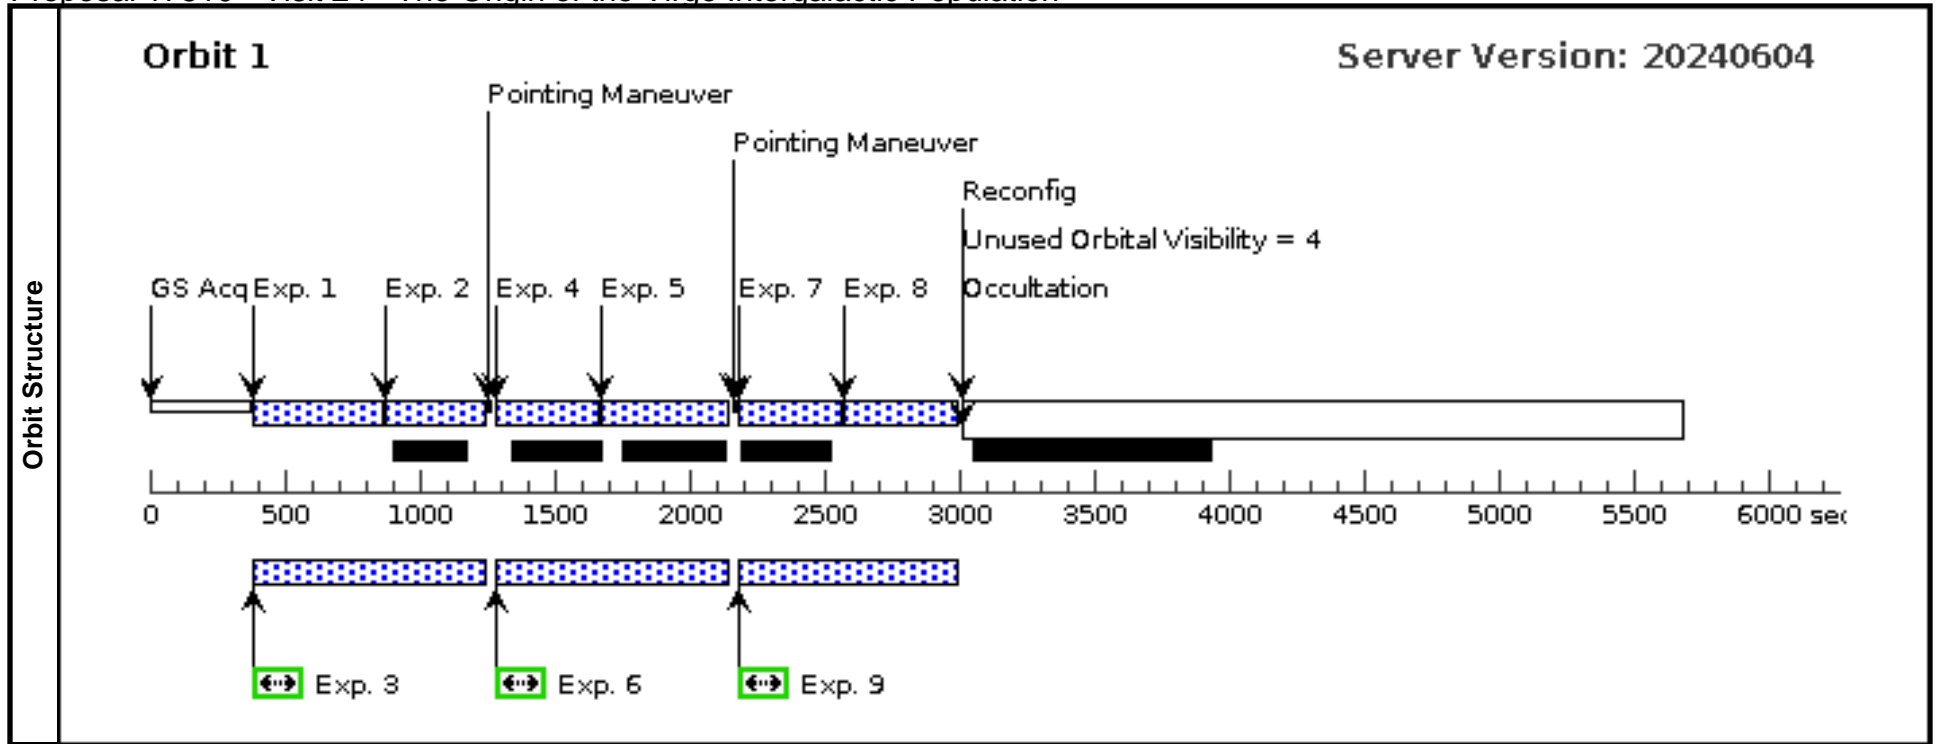 Orbit 1
Server Version: 20240604
Pointing Maneuver
Pointing Maneuver
Reconfig
Unused Orbital Visibility = 4
GS Acq Exp. 1 Exp. 2 Exp. 4 Exp. 5 Exp. 7 Exp. 8 Occultation
Orbit Structure
0 500 1000 1500 2000 2500 3000 3500 4000 4500 5000 5500 6000 sec
Exp. 3 Exp. 6 Exp. 9